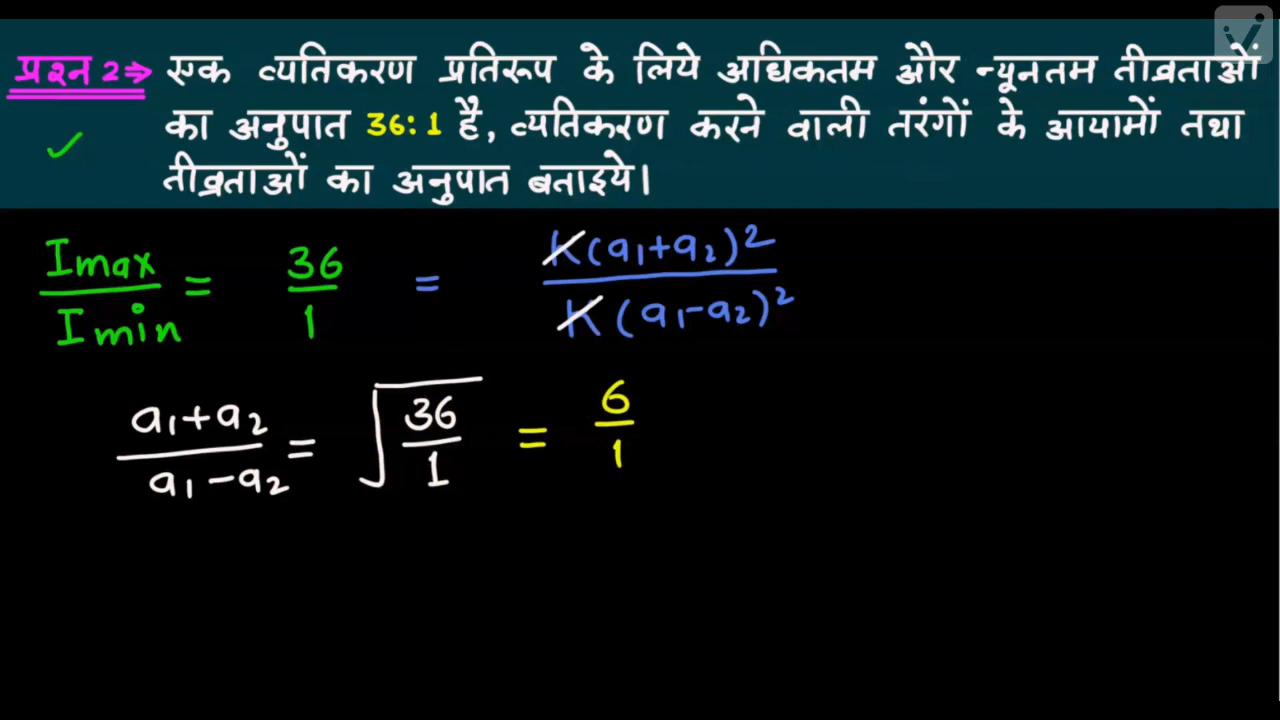 प्रश्न 2⇒ एक व्यतिकरण प्रतिरूप के लिये अधिकतम और न्यूनतम तीव्रताओं
का अनुपात 36:1 है, व्यतिकरण करने वाली तरंगों के आयामों तथा
तीव्रताओं का अनुपात बताइये।
Imax/Imin = 36/1 = K(a₁+a₂)²/K(a₁-a₂)²
a₁+a₂/a₁-a₂ = √36/1 = 6/1